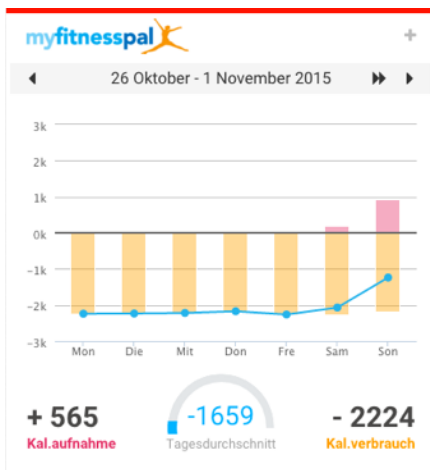 myfitnesspal
+
26 Oktober - 1 November 2015
3k
2k
1k
0k
-1k
-2k
-3k
Mon Die Mit Don Fre Sam Son
+ 565 -1659 - 2224
Kal.aufnahme Tagesdurchschnitt Kal.verbrauch